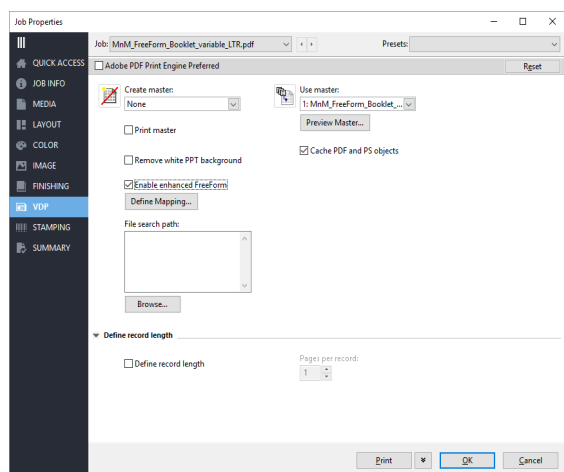 Job Properties
Job: MnM_FreeForm_Booklet_variable_LTR.pdf
Presets:
QUICK ACCESS
Adobe PDF Print Engine Preferred
Reset
JOB INFO
MEDIA
LAYOUT
COLOR
IMAGE
FINISHING
VDP
STAMPING
SUMMARY
Create master:
None
Use master:
1: MnM_FreeForm_Booklet_...
Preview Master...
Print master
Cache PDF and PS objects
Remove white PPT background
Enable enhanced FreeForm
Define Mapping...
File search path:
Browse...
Define record length
Define record length
Pages per record:
1
Print
OK
Cancel